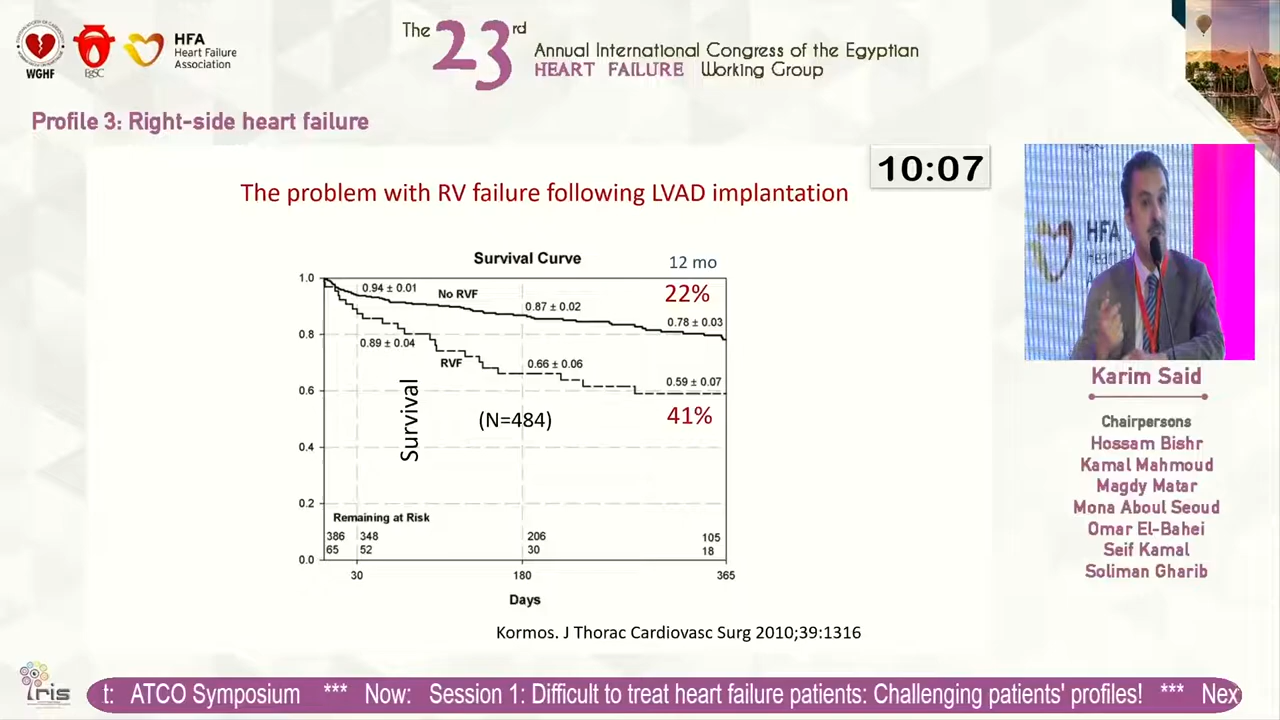 WGHF
EgSC
HFA
Heart Failure
Association
The 23rd
Annual International Congress of the Egyptian
HEART FAILURE Working Group
Profile 3: Right-side heart failure
10:07
The problem with RV failure following LVAD implantation
Survival Curve
12 mo
1.0
0.94 ± 0.01
No RVF
22%
0.87 ± 0.02
0.78 ± 0.03
0.8
0.89 ± 0.04
RVF
0.66 ± 0.06
0.59 ± 0.07
0.6
Survival
(N=484)
41%
0.4
0.2
Remaining at Risk
386 348 206 105
65 52 30 18
0.0
30 180 365
Days
Kormos. J Thorac Cardiovasc Surg 2010;39:1316
HFA
Karim Said
Chairpersons
Hossam Bishr
Kamal Mahmoud
Magdy Matar
Mona Aboul Seoud
Omar El-Bahei
Seif Kamal
Soliman Gharib
iris
t: ATCO Symposium *** Now: Session 1: Difficult to treat heart failure patients: Challenging patients' profiles! *** Nex